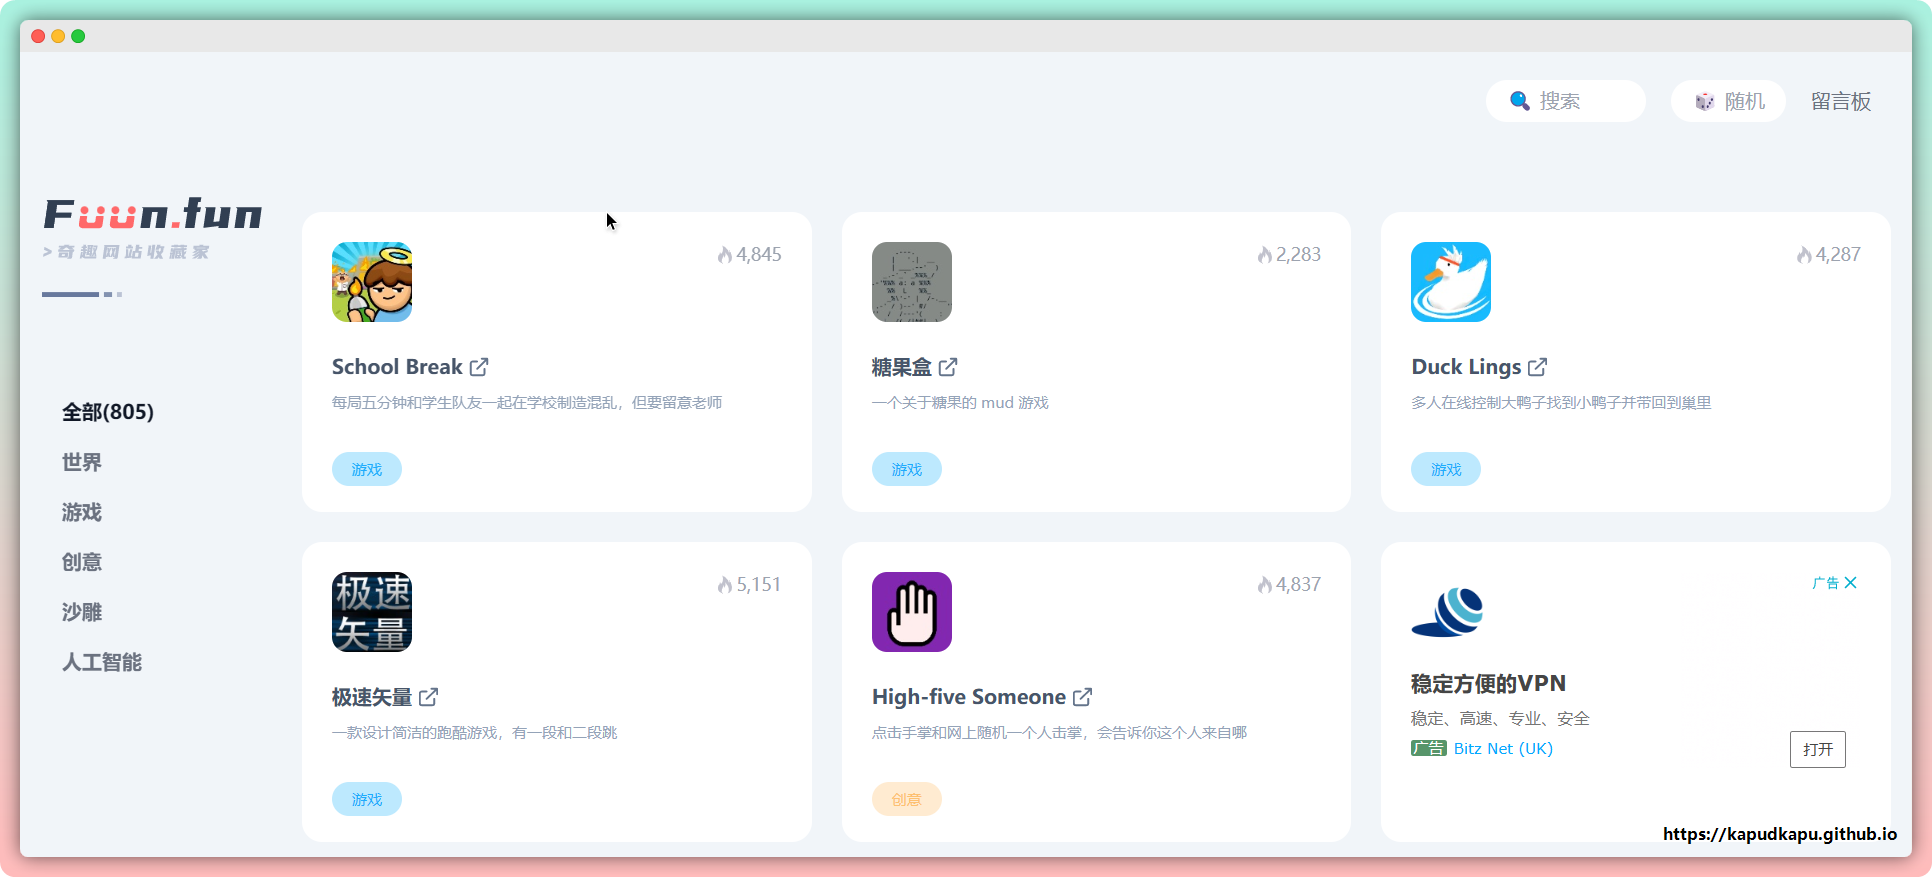 搜索
随机
留言板
Fuun.fun
>奇趣网站收藏家
全部(805)
世界
游戏
创意
沙雕
人工智能
4,845
School Break
每局五分钟和学生队友一起在学校制造混乱，但要留意老师
游戏
2,283
糖果盒
一个关于糖果的 mud 游戏
游戏
4,287
Duck Lings
多人在线控制大鸭子找到小鸭子并带回到巢里
游戏
5,151
极速
矢量
极速矢量
一款设计简洁的跑酷游戏，有一段和二段跳
游戏
4,837
High-five Someone
点击手掌和网上随机一个人击掌，会告诉你这个人来自哪
创意
广告
稳定方便的VPN
稳定、高速、专业、安全
广告 Bitz Net (UK)
打开
https://kapudkapu.github.io